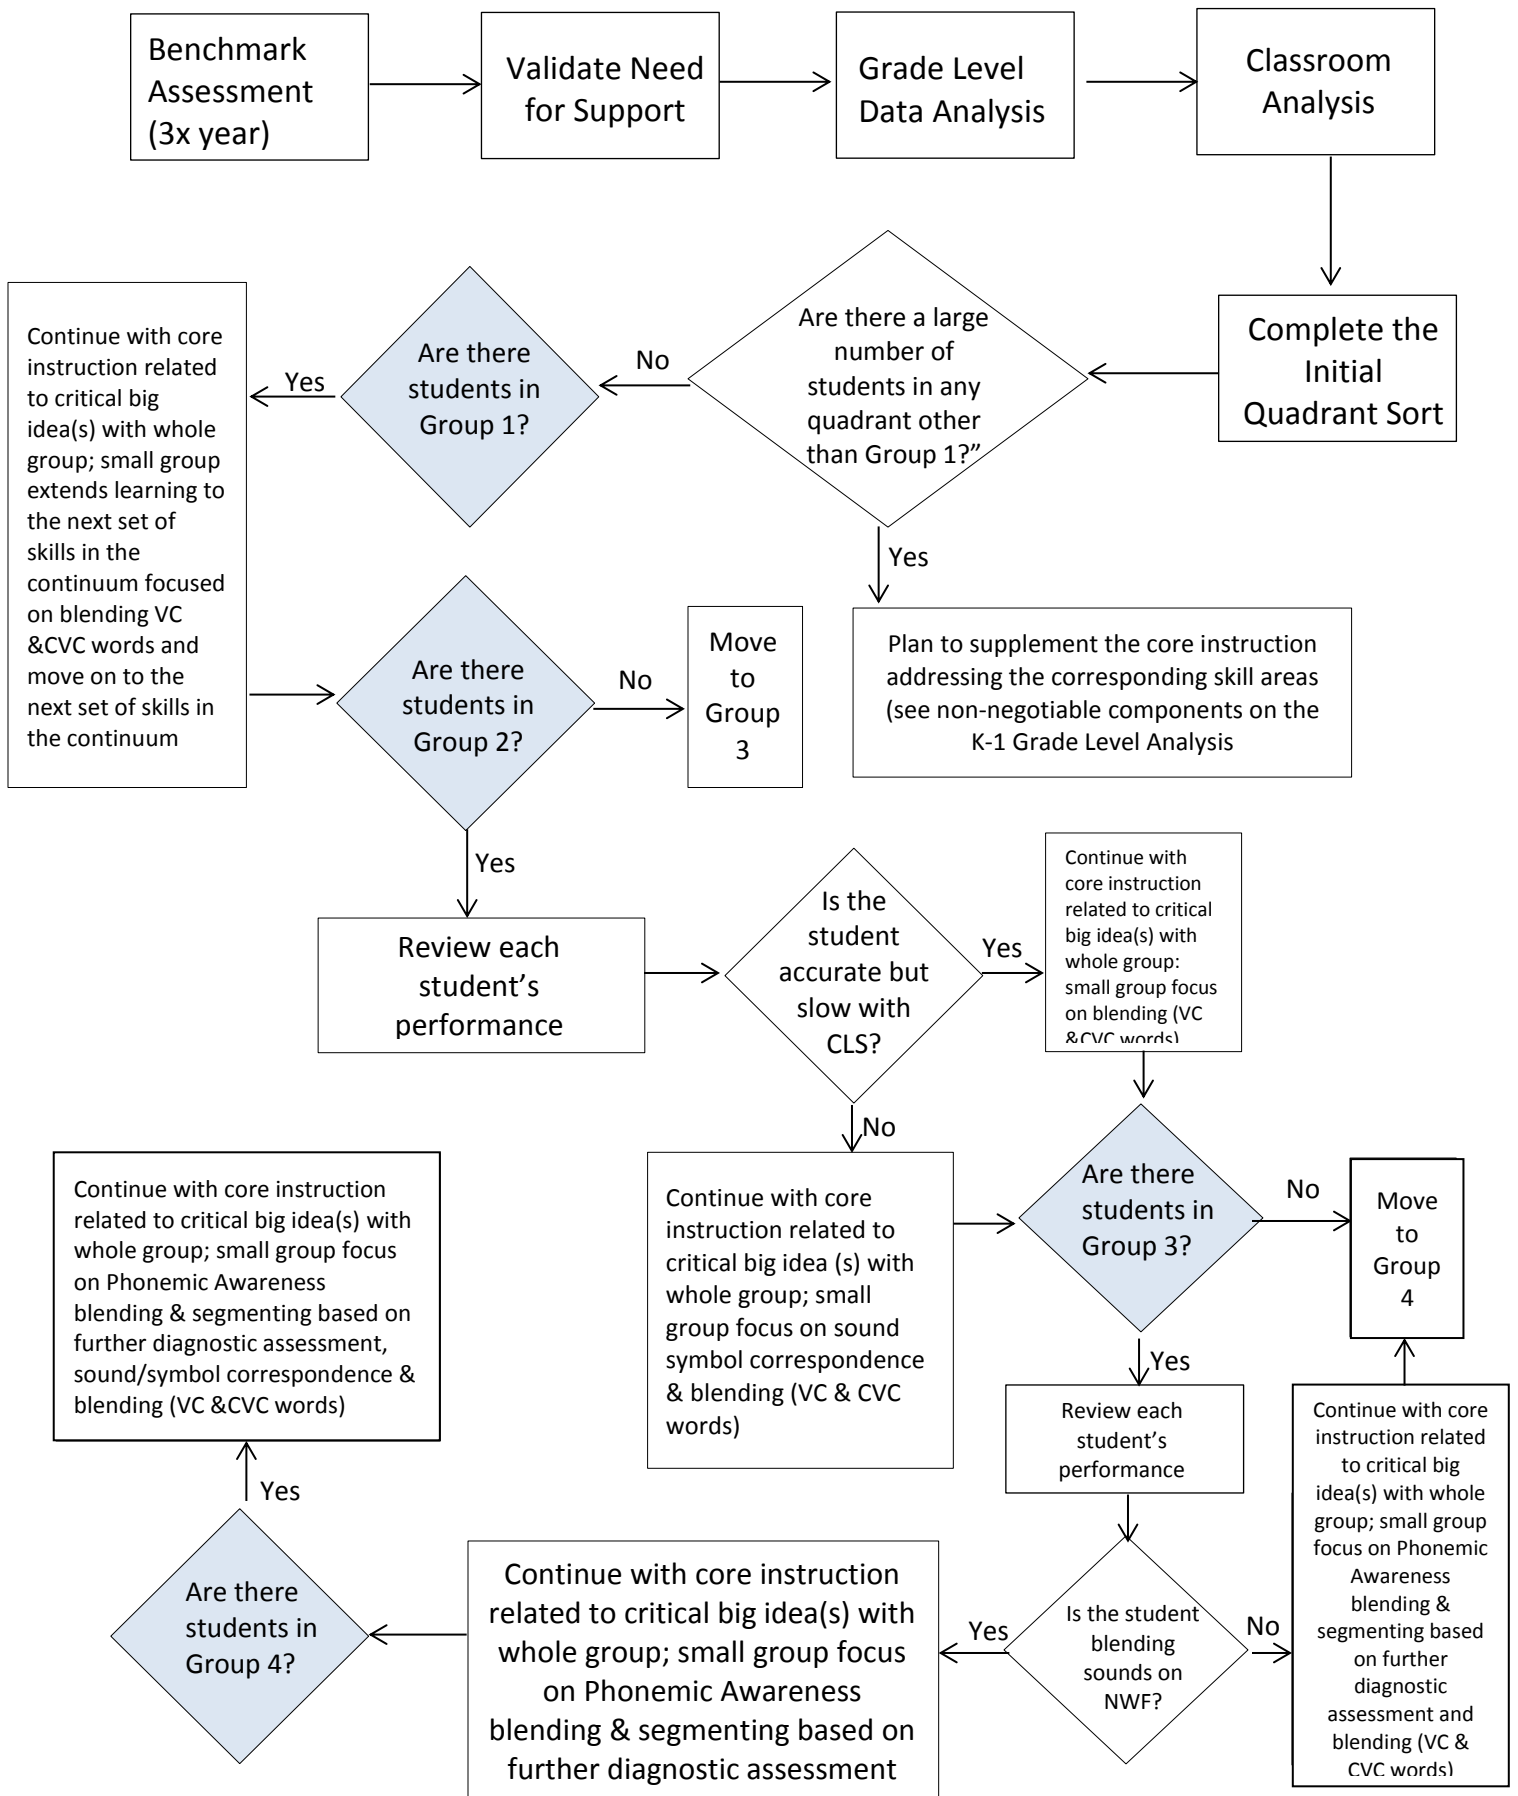 Benchmark
Assessment
(3x year)
Validate Need
for Support
Grade Level
Data Analysis
Classroom
Analysis
Complete the
Initial
Quadrant Sort
Are there a large
number of
students in any
quadrant other
than Group 1?”
No
Yes
Are there
students in
Group 1?
Yes
Continue with core
instruction related
to critical big
idea(s) with whole
group; small group
extends learning to
the next set of
skills in the
continuum focused
on blending VC
&CVC words and
move on to the
next set of skills in
the continuum
Plan to supplement the core instruction
addressing the corresponding skill areas
(see non-negotiable components on the
K-1 Grade Level Analysis
Are there
students in
Group 2?
No
Move
to
Group
3
Yes
Review each
student’s
performance
Is the
student
accurate but
slow with
CLS?
Yes
Continue with
core instruction
related to critical
big idea(s) with
whole group:
small group focus
on blending (VC
&CVC words)
No
Continue with core
instruction related to
critical big idea (s) with
whole group; small
group focus on sound
symbol correspondence
& blending (VC & CVC
words)
Are there
students in
Group 3?
No
Move
to
Group
4
Yes
Review each
student’s
performance
Is the student
blending
sounds on
NWF?
No
Continue with core
instruction related
to critical big
idea(s) with whole
group; small group
focus on Phonemic
Awareness
blending &
segmenting based
on further
diagnostic
assessment and
blending (VC &
CVC words)
Yes
Continue with core instruction
related to critical big idea(s) with
whole group; small group focus
on Phonemic Awareness
blending & segmenting based on
further diagnostic assessment
Are there
students in
Group 4?
Yes
Continue with core instruction
related to critical big idea(s) with
whole group; small group focus
on Phonemic Awareness
blending & segmenting based on
further diagnostic assessment,
sound/symbol correspondence &
blending (VC &CVC words)